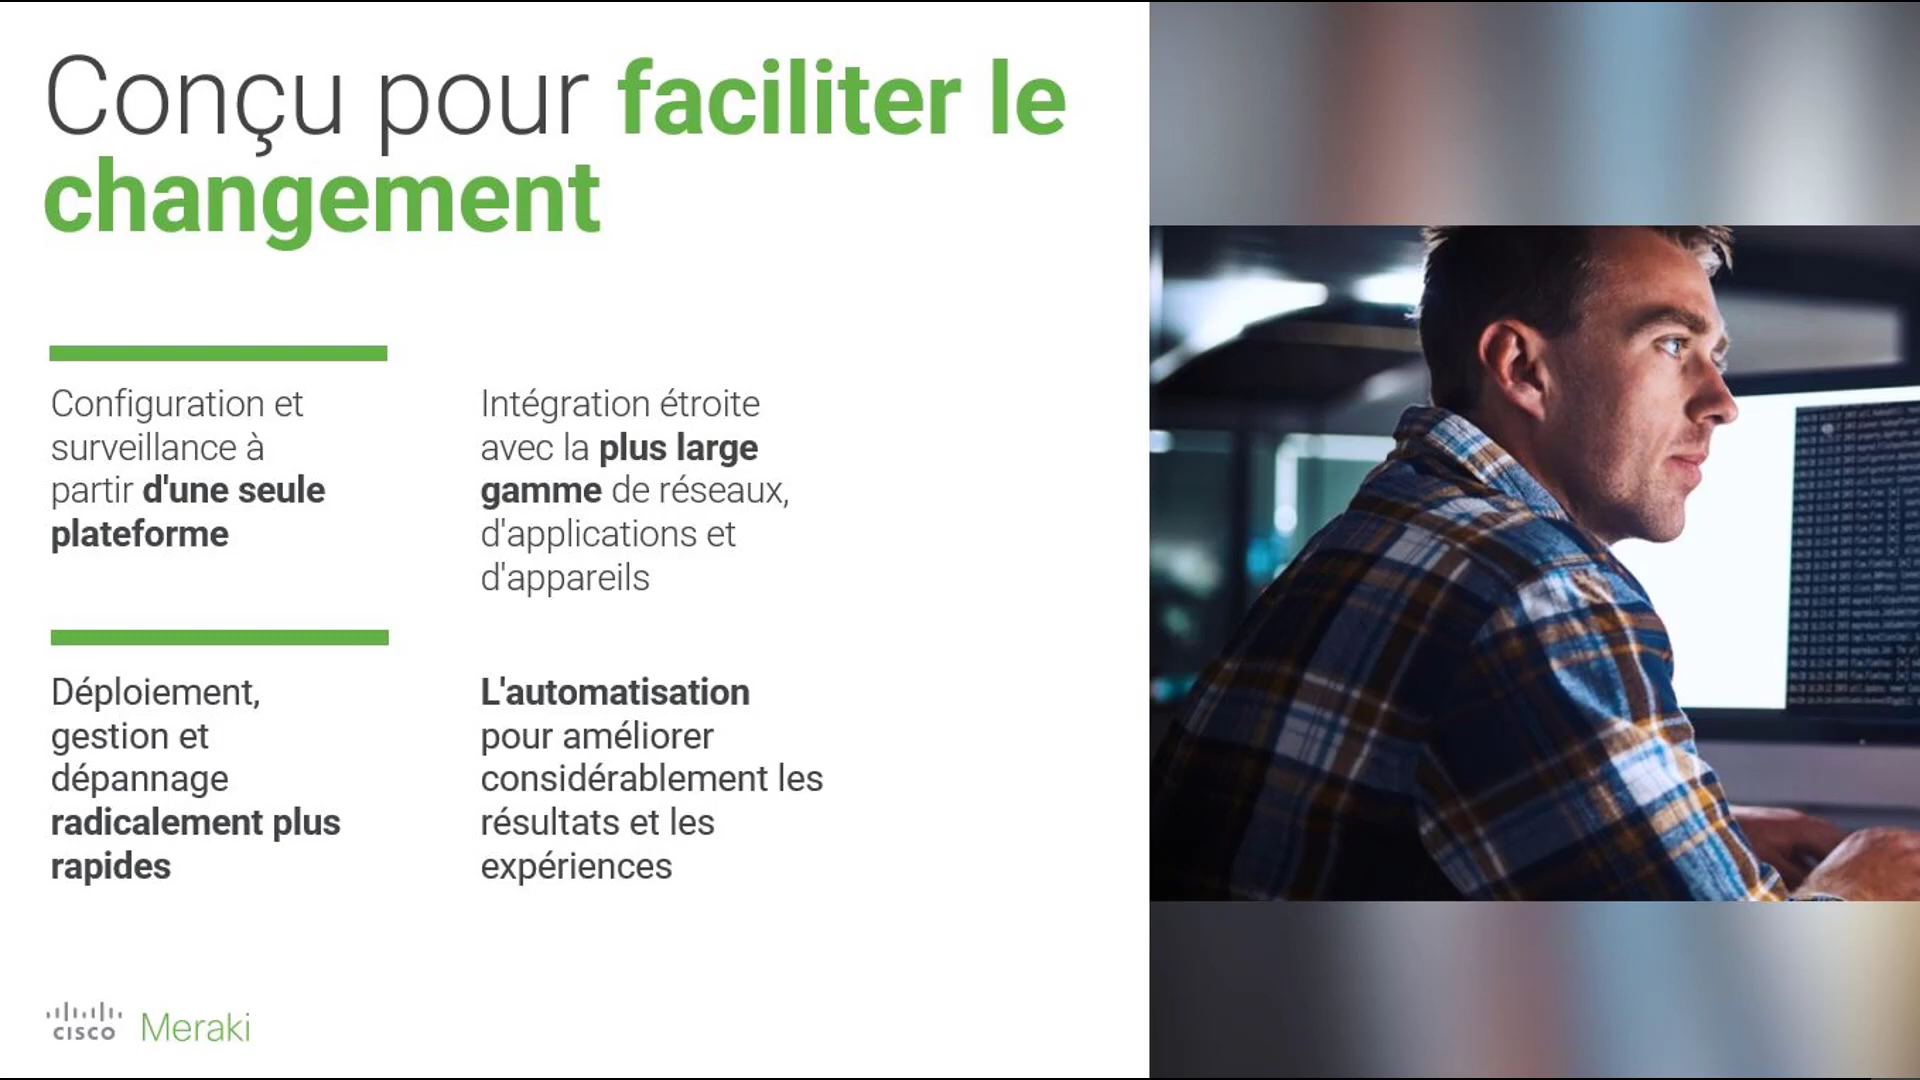 Conçu pour faciliter le
changement
Configuration et
surveillance à
partir d'une seule
plateforme
Intégration étroite
avec la plus large
gamme de réseaux,
d'applications et
d'appareils
Déploiement,
gestion et
dépannage
radicalement plus
rapides
L'automatisation
pour améliorer
considérablement les
résultats et les
expériences
CISCO Meraki